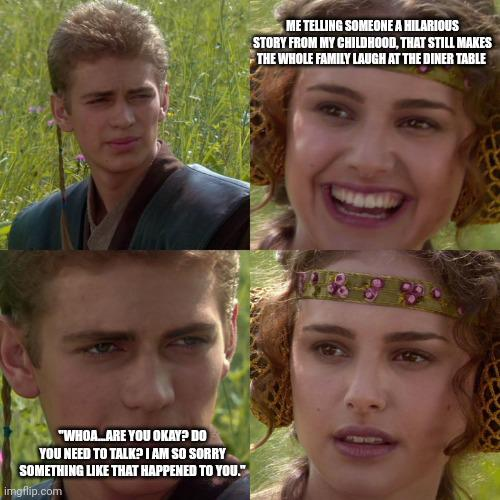 ME TELLING SOMEONE A HILARIOUS
STORY FROM MY CHILDHOOD, THAT STILL MAKES
THE WHOLE FAMILY LAUGH AT THE DINER TABLE
"WHOA...ARE YOU OKAY? DO
YOU NEED TO TALK? I AM SO SORRY
SOMETHING LIKE THAT HAPPENED TO YOU."
imgflip.com